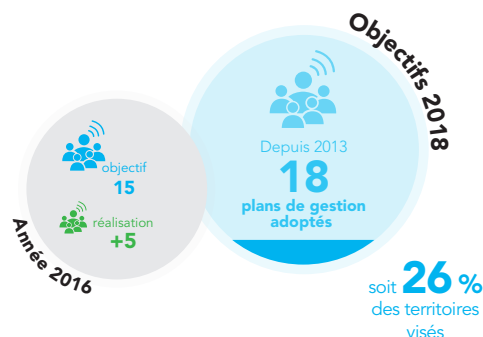 Objectifs 2018
Depuis 2013
18
plans de gestion
adoptés
objectif
15
réalisation
+5
Année 2016
soit 26 %
des territoires
visés